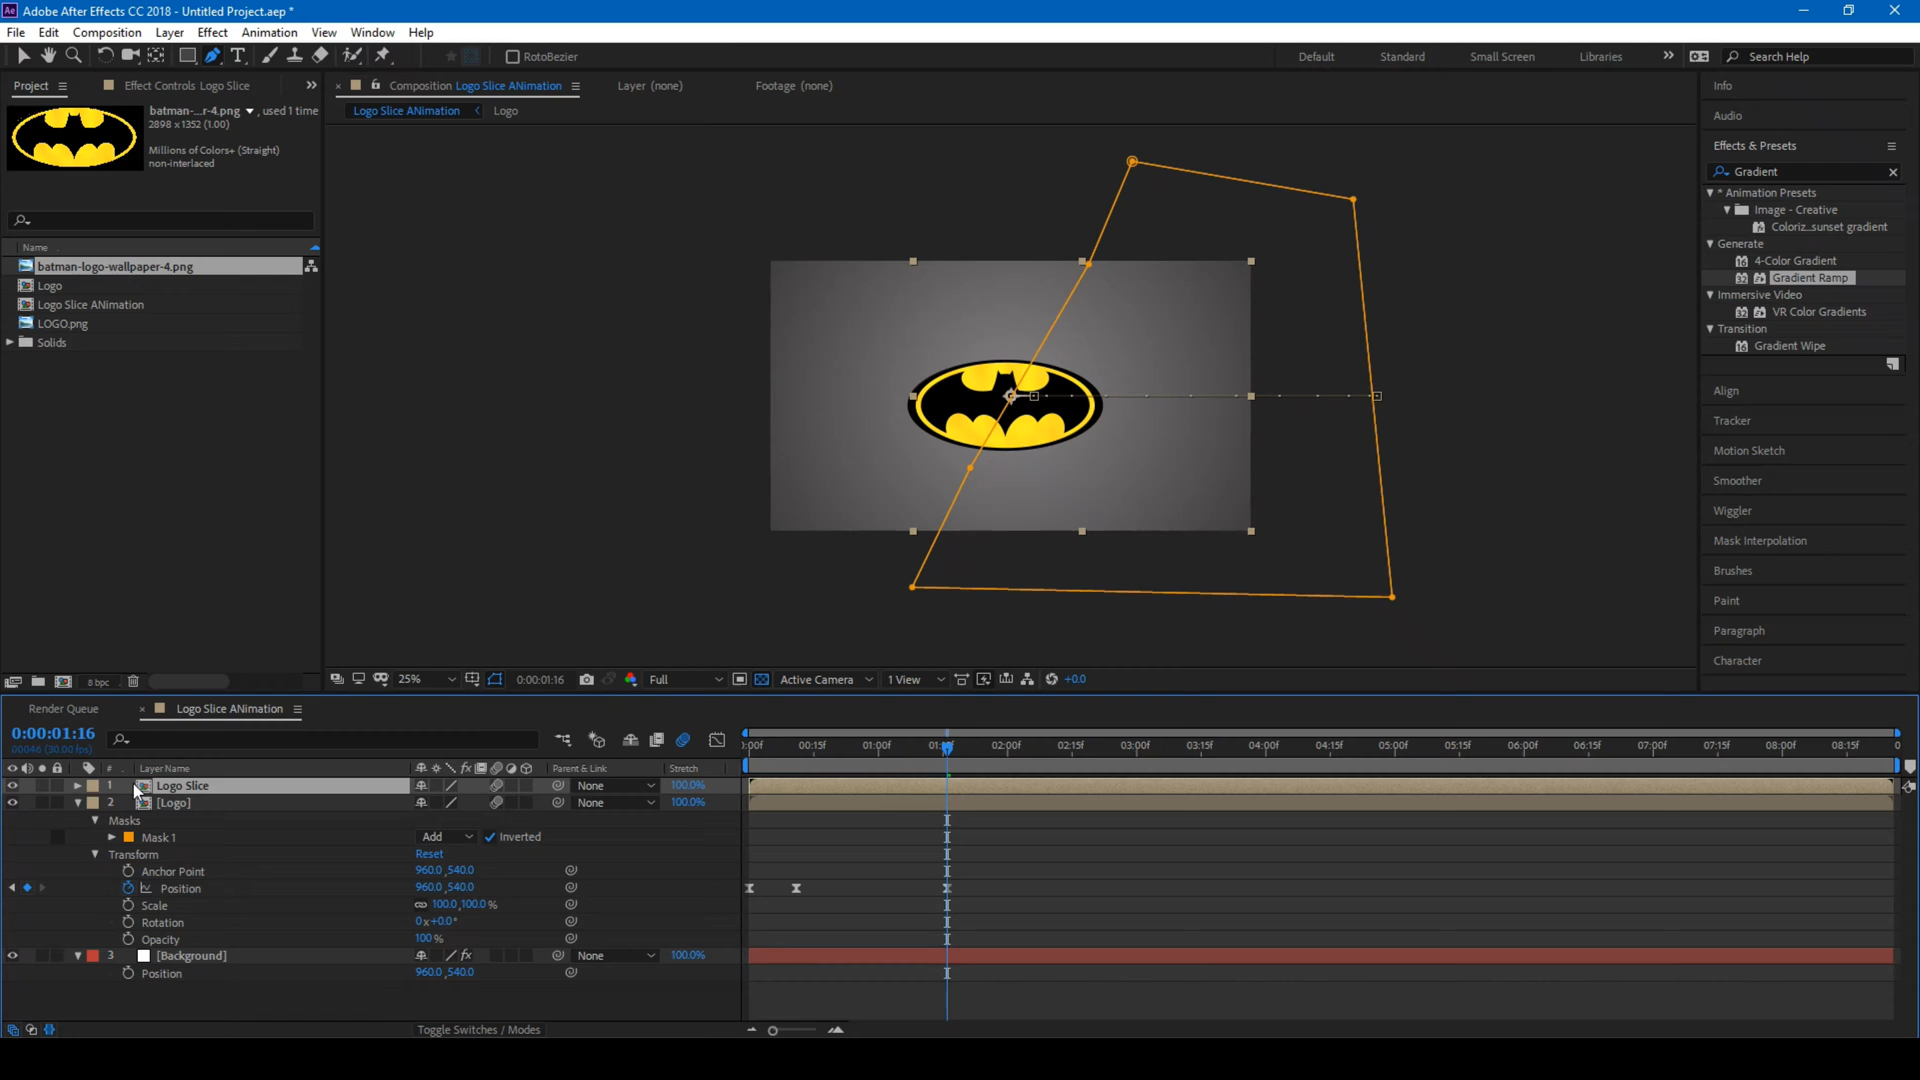 Adobe After Effects CC 2018 - Untitled Project.aep *
File Edit Composition Layer Effect Animation View Window Help
RotoBezier
Default Standard Small Screen Libraries Search Help
Project Effect Controls Logo Slice
Composition Logo Slice ANimation Layer (none) Footage (none)
Logo Slice ANimation Logo
batman-...r-4.png , used 1 time
2898 x 1352 (1.00)
Millions of Colors+ (Straight)
non-interlaced
Name
batman-logo-wallpaper-4.png
Logo
Logo Slice ANimation
LOGO.png
Solids
8 bpc
25% 0:00:01:16 Full Active Camera 1 View +0.0
Info
Audio
Effects & Presets
Gradient
* Animation Presets
Image - Creative
Coloriz...sunset gradient
Generate
4-Color Gradient
Gradient Ramp
Immersive Video
VR Color Gradients
Transition
Gradient Wipe
Align
Tracker
Motion Sketch
Smoother
Wiggler
Mask Interpolation
Brushes
Paint
Paragraph
Character
Render Queue Logo Slice ANimation
0:00:01:16
00046 (30.00 fps)
:00f 00:15f 01:00f 02:00f 02:15f 03:00f 03:15f 04:00f 04:15f 05:00f 05:15f 06:00f 06:15f 07:00f 07:15f 08:00f 08:15f
# Layer Name Parent & Link Stretch
1 Logo Slice None 100.0%
2 [Logo] None 100.0%
Masks
Mask 1 Add Inverted
Transform Reset
Anchor Point 960.0,540.0
Position 960.0,540.0
Scale 100.0,100.0%
Rotation 0x+0.0°
Opacity 100%
3 [Background] None 100.0%
Position 960.0,540.0
Toggle Switches / Modes